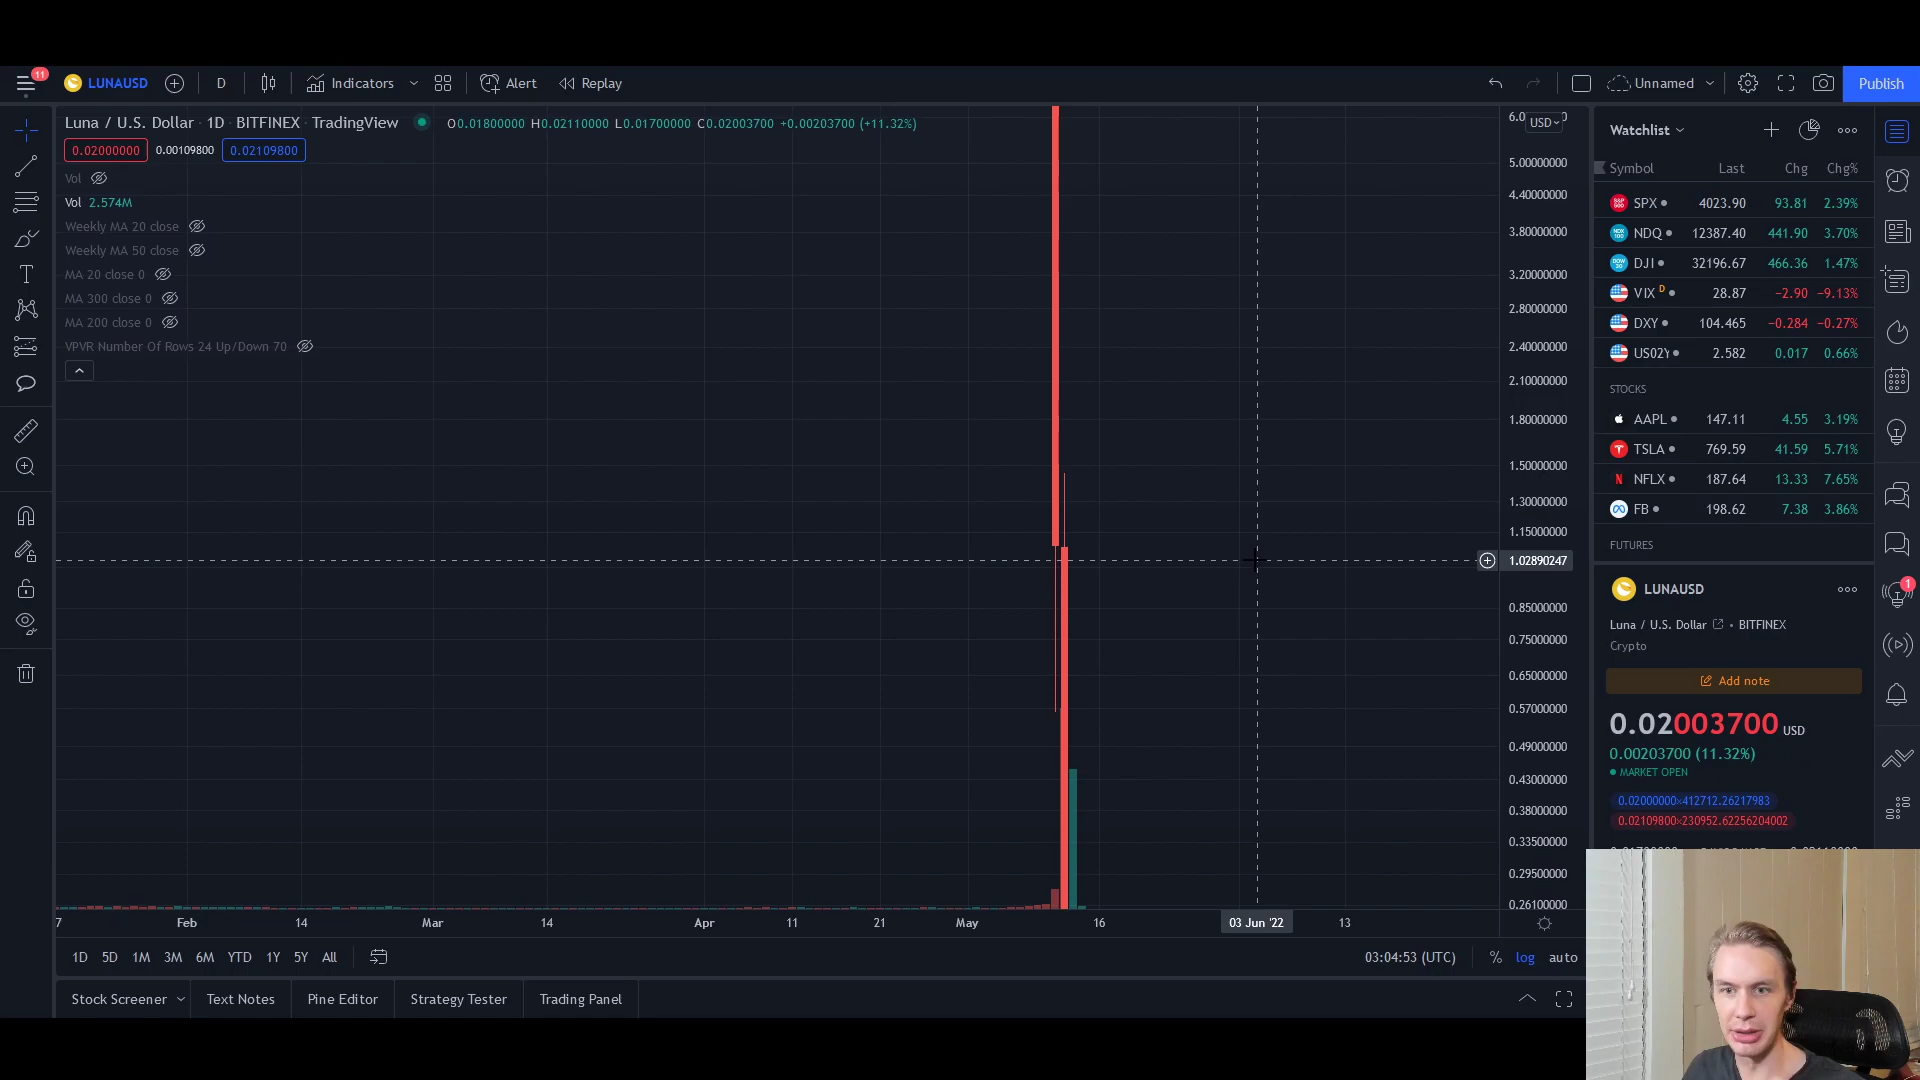 11
LUNAUSD
D
Indicators
Alert
Replay
Unnamed
Publish
Luna / U.S. Dollar · 1D · BITFINEX · TradingView
O0.01800000 H0.02110000 L0.01700000 C0.02003700 +0.00203700 (+11.32%)
0.02000000 0.00109800 0.02109800
Vol
Vol 2.574M
Weekly MA 20 close
Weekly MA 50 close
MA 20 close 0
MA 300 close 0
MA 200 close 0
VPVR Number Of Rows 24 Up/Down 70
USD
5.00000000
4.40000000
3.80000000
3.20000000
2.80000000
2.40000000
2.10000000
1.80000000
1.50000000
1.30000000
1.15000000
1.02890247
0.85000000
0.75000000
0.65000000
0.57000000
0.49000000
0.43000000
0.38000000
0.33500000
0.29500000
0.26100000
7 Feb 14 Mar 14 Apr 11 21 May 16 03 Jun '22 13
1D 5D 1M 3M 6M YTD 1Y 5Y All
03:04:53 (UTC) % log auto
Stock Screener Text Notes Pine Editor Strategy Tester Trading Panel
Watchlist
Symbol Last Chg Chg%
SPX 4023.90 93.81 2.39%
NDQ 12387.40 441.90 3.70%
DJI 32196.67 466.36 1.47%
VIX D 28.87 −2.90 −9.13%
DXY 104.465 −0.284 −0.27%
US02Y 2.582 0.017 0.66%
STOCKS
AAPL 147.11 4.55 3.19%
TSLA 769.59 41.59 5.71%
NFLX 187.64 13.33 7.65%
FB 198.62 7.38 3.86%
FUTURES
LUNAUSD
Luna / U.S. Dollar • BITFINEX
Crypto
Add note
0.02003700 USD
0.00203700 (11.32%)
MARKET OPEN
0.02000000×412712.26217983
0.02109800×230952.62256204002
1